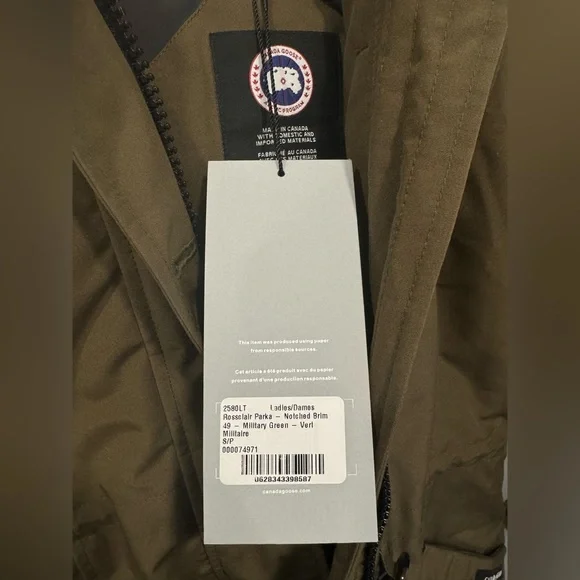 CANADA GOOSE
ARCTIC PROGRAM
MADE IN CANADA
WITH DOMESTIC AND
IMPORTED MATERIALS
FABRIQUÉ AU CANADA
AVEC DES MATERIAUX
This item was produced using paper
from responsible sources.
Cet article a été produit avec du papier
provenant d'une production responsable.
2580LT Ladies/Dames
Rossclair Parka – Notched Brim
49 – Military Green – Vert
Militaire
S/P
000074971
0628343398587
canadagoose.com